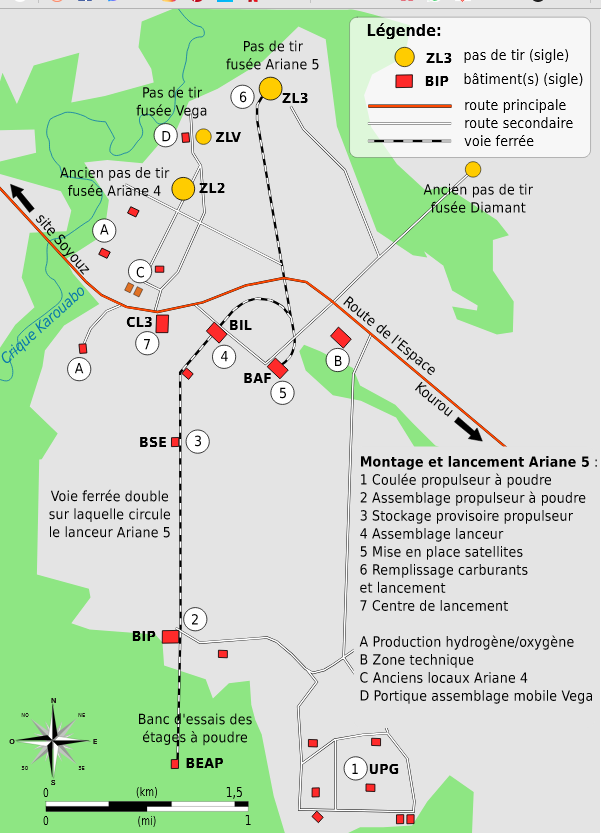 Légende:
ZL3 pas de tir (sigle)
BIP bâtiment(s) (sigle)
route principale
route secondaire
voie ferrée
Pas de tir
fusée Ariane 5
6
ZL3
Pas de tir
fusée Vega
D
ZLV
Ancien pas de tir
fusée Ariane 4
ZL2
Ancien pas de tir
fusée Diamant
site Soyouz
A
C
Crique Karouabo
CL3
7
BIL
4
A
BAF
5
B
Route de l'Espace
Kourou
BSE
3
Voie ferrée double
sur laquelle circule
le lanceur Ariane 5
Montage et lancement Ariane 5 :
1 Coulée propulseur à poudre
2 Assemblage propulseur à poudre
3 Stockage provisoire propulseur
4 Assemblage lanceur
5 Mise en place satellites
6 Remplissage carburants
et lancement
7 Centre de lancement
A Production hydrogène/oxygène
B Zone technique
C Anciens locaux Ariane 4
D Portique assemblage mobile Vega
2
BIP
Banc d'essais des
étages à poudre
BEAP
1 UPG
N
NO NE
O E
SO SE
S
0 (km) 1,5
0 (mi) 1